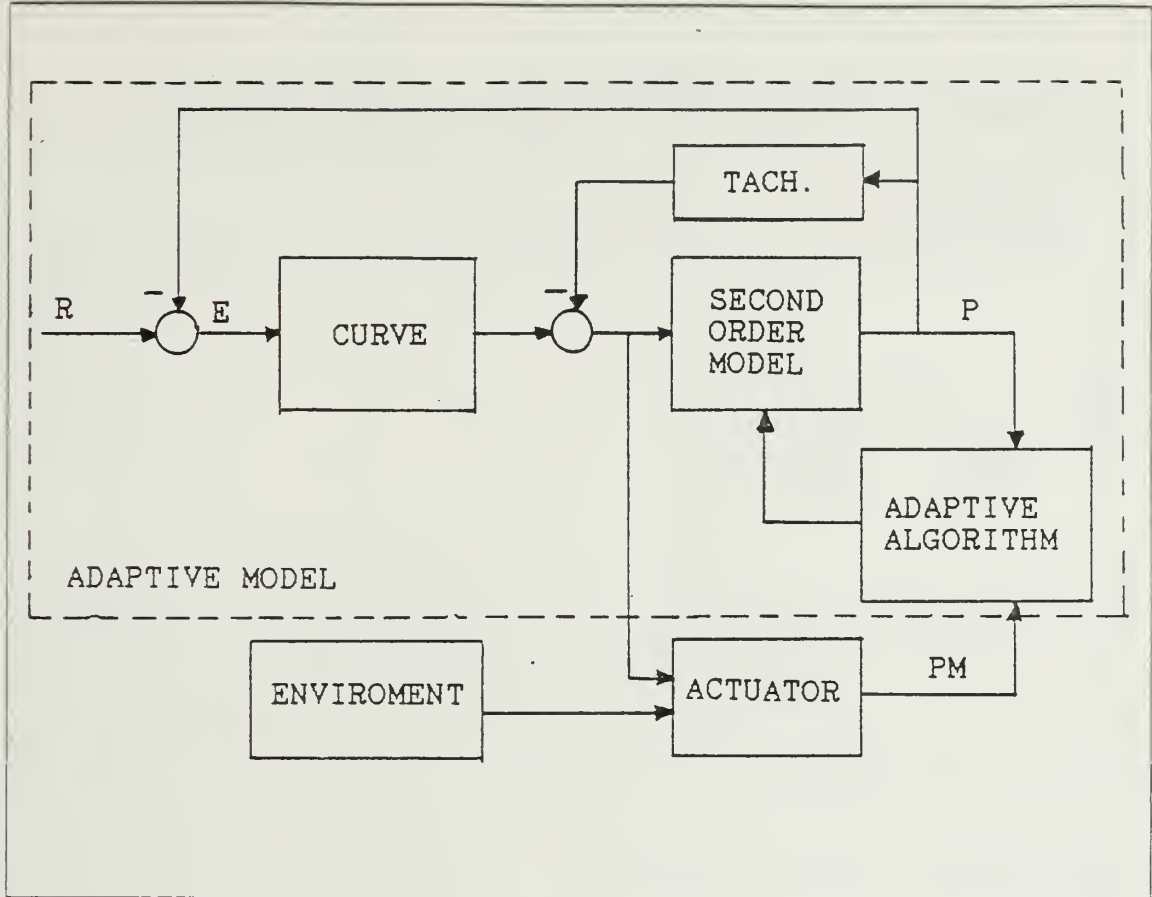 TACH.
R
E
CURVE
SECOND
ORDER
MODEL
P
ADAPTIVE
ALGORITHM
ADAPTIVE MODEL
ENVIROMENT
ACTUATOR
PM